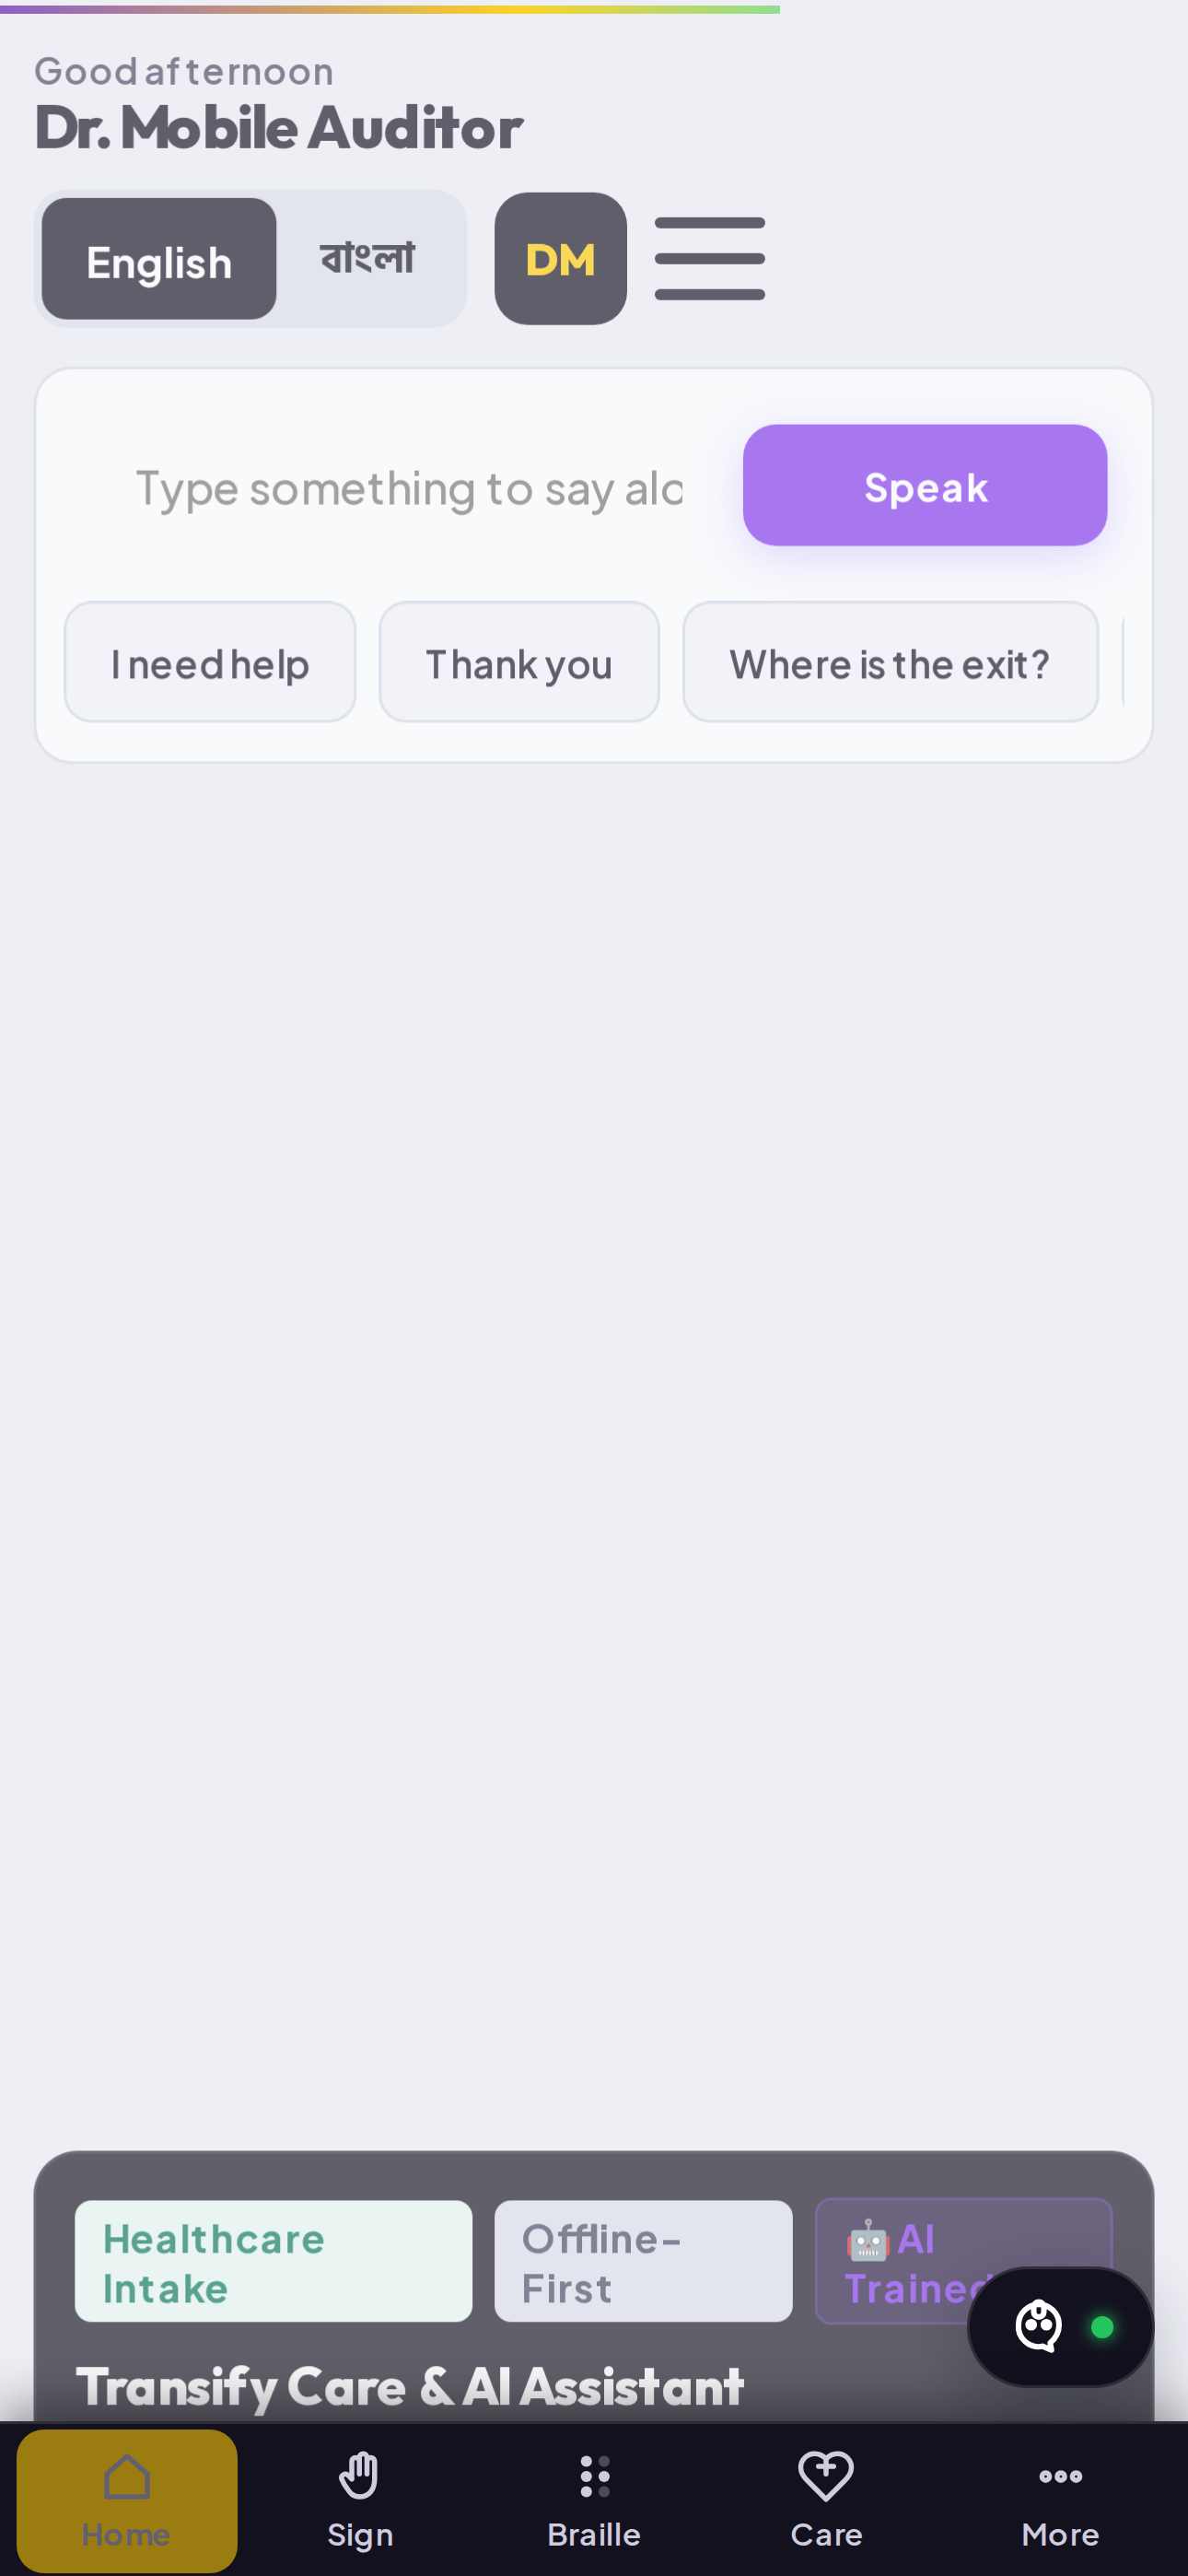 Good afternoon
Dr. Mobile Auditor
English বাংলা DM
Type something to say alo
Speak
I need help
Thank you
Where is the exit?
Healthcare
Intake
Offline-
First
🤖 AI
Trained
Transify Care & AI Assistant
Home
Sign
Braille
Care
More